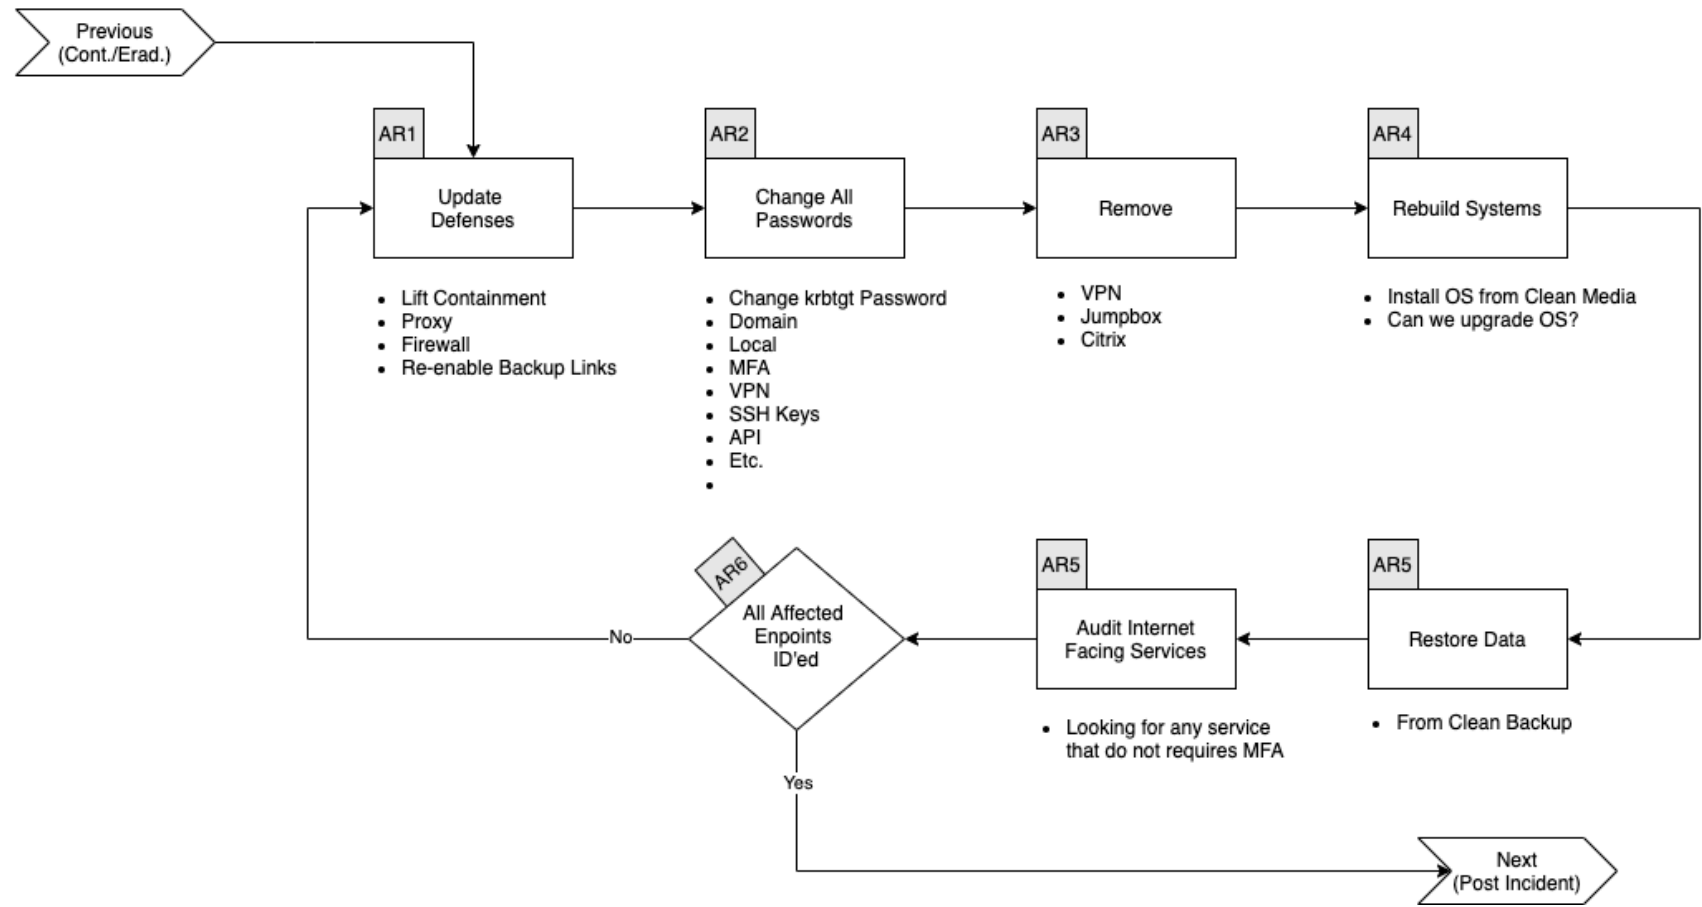 Previous
(Cont./Erad.)
AR1
Update
Defenses
• Lift Containment
• Proxy
• Firewall
• Re-enable Backup Links
AR2
Change All
Passwords
• Change krbtgt Password
• Domain
• Local
• MFA
• VPN
• SSH Keys
• API
• Etc.
•
AR3
Remove
• VPN
• Jumpbox
• Citrix
AR4
Rebuild Systems
• Install OS from Clean Media
• Can we upgrade OS?
AR5
Restore Data
• From Clean Backup
AR5
Audit Internet
Facing Services
• Looking for any service
that do not requires MFA
AR6
All Affected
Enpoints
ID'ed
No
Yes
Next
(Post Incident)